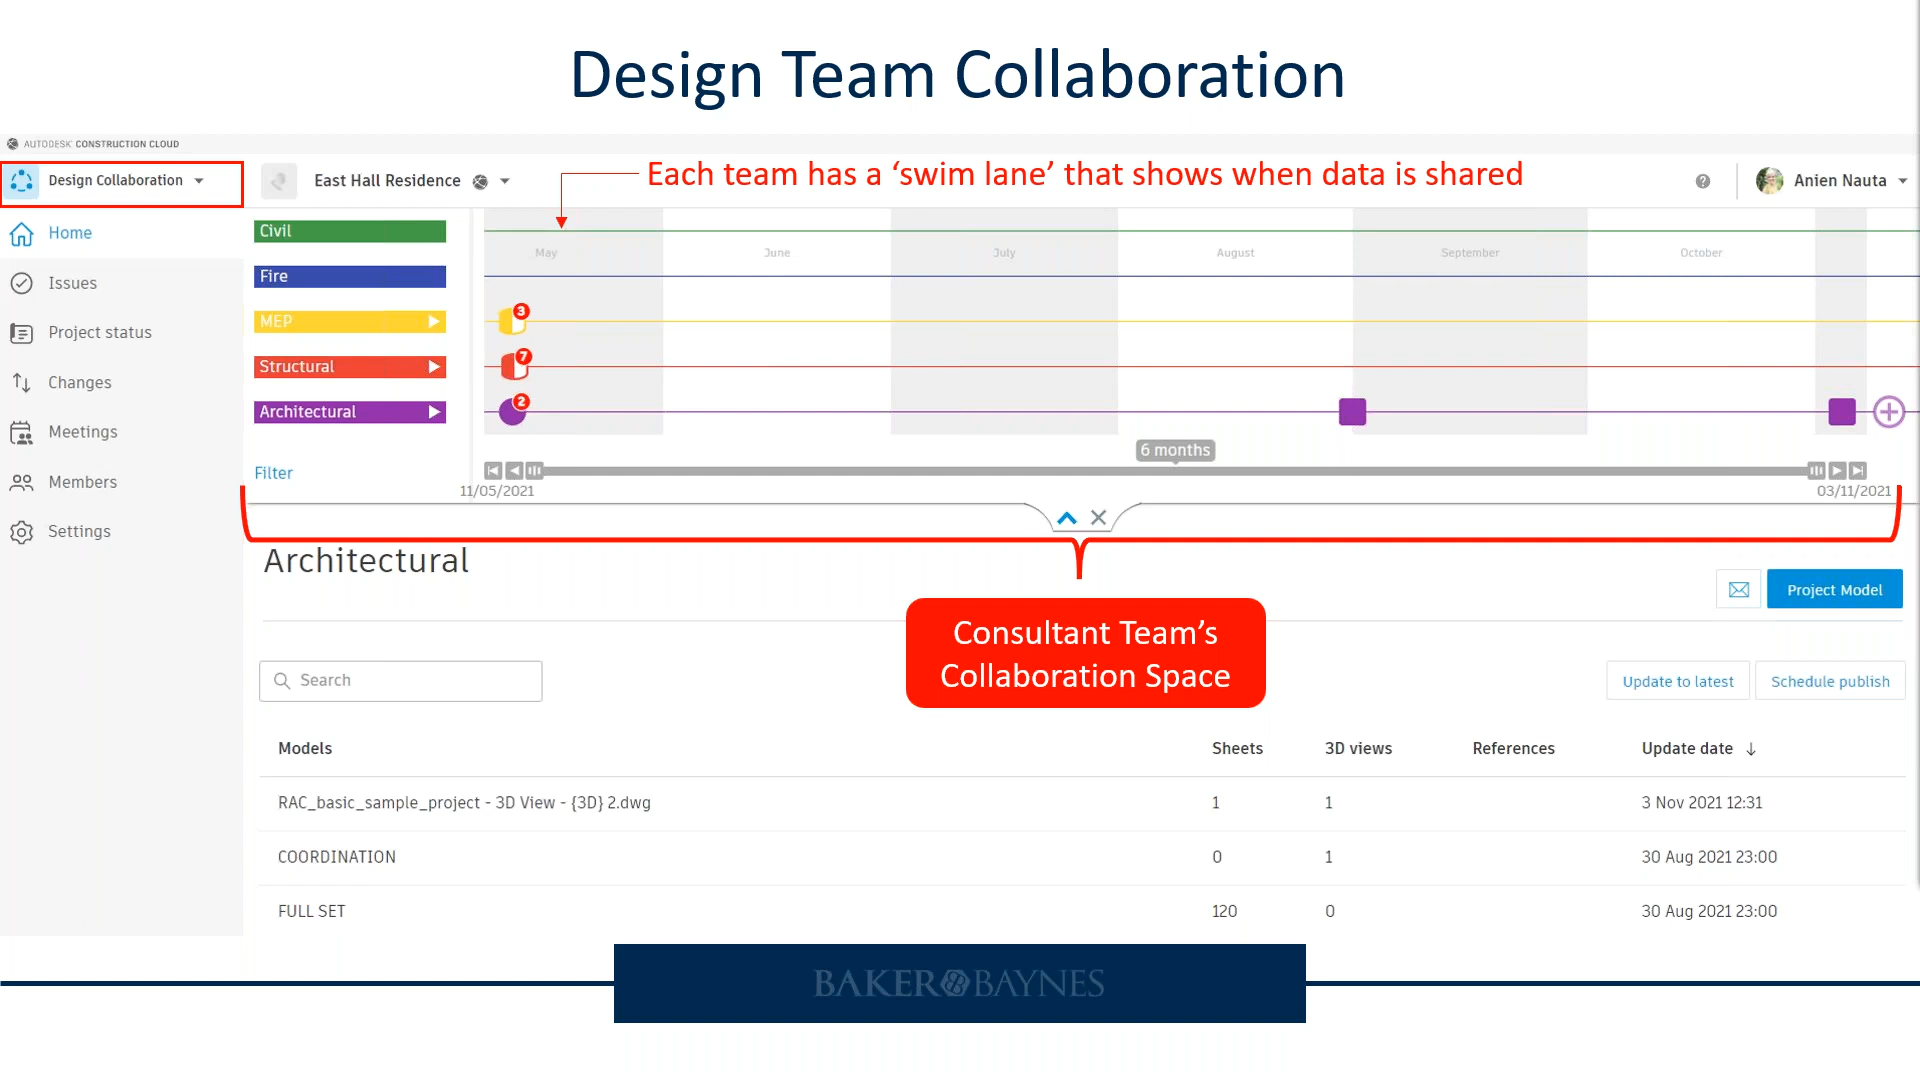 Design Team Collaboration
AUTODESK CONSTRUCTION CLOUD
Design Collaboration
East Hall Residence
Each team has a ‘swim lane’ that shows when data is shared
Anien Nauta
Home
Issues
Project status
Changes
Meetings
Members
Settings
Civil
Fire
MEP
Structural
Architectural
Filter
May June July August September October
3
7
2
6 months
11/05/2021
03/11/2021
Architectural
Project Model
Consultant Team’s
Collaboration Space
Search
Update to latest
Schedule publish
Models Sheets 3D views References Update date
RAC_basic_sample_project - 3D View - {3D} 2.dwg 1 1 3 Nov 2021 12:31
COORDINATION 0 1 30 Aug 2021 23:00
FULL SET 120 0 30 Aug 2021 23:00
BAKER BAYNES